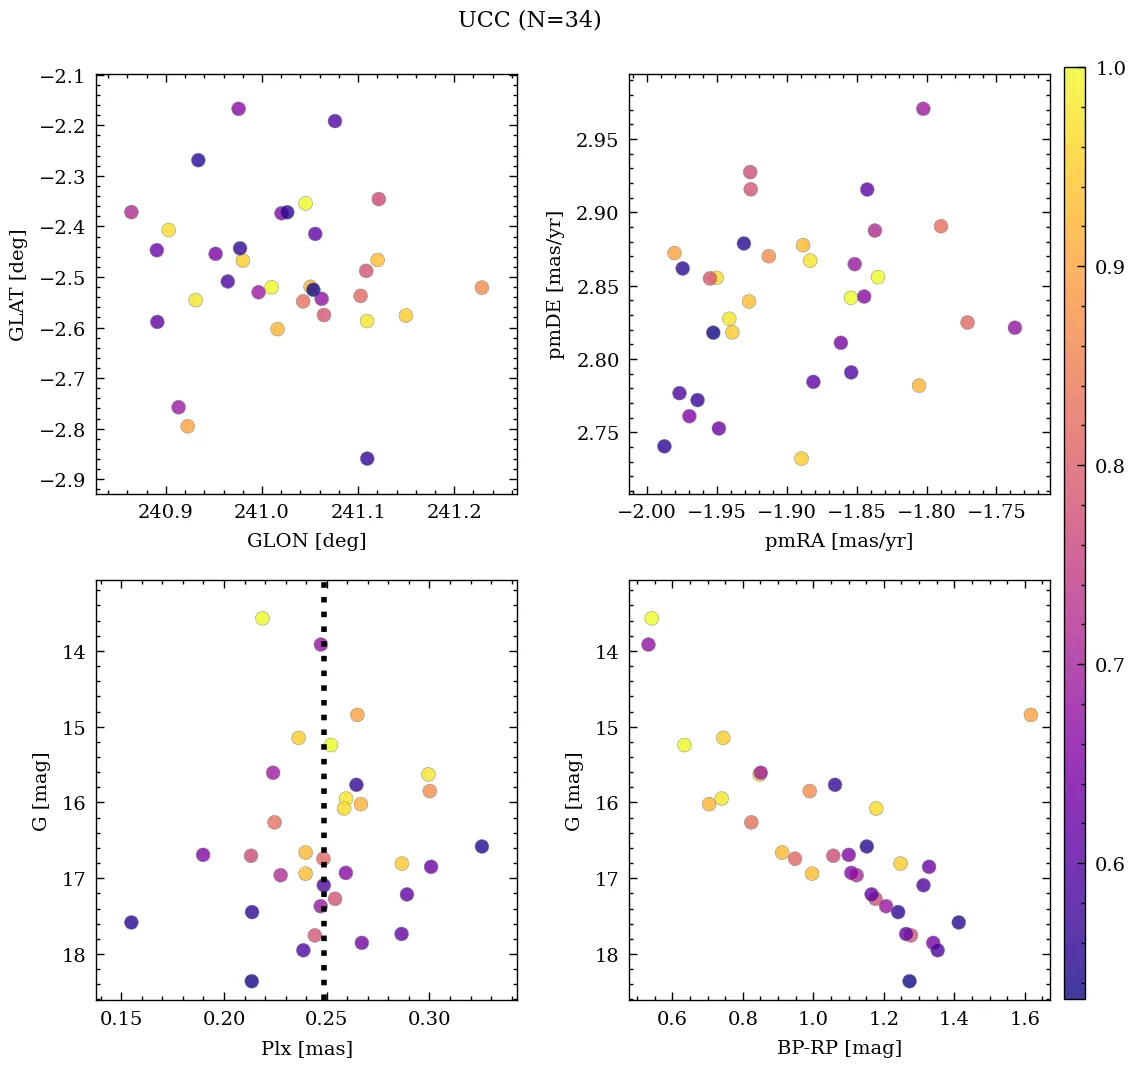 UCC (N=34)
−2.1
−2.2
−2.3
−2.4
−2.5
−2.6
−2.7
−2.8
−2.9
GLAT [deg]
240.9 241.0 241.1 241.2
GLON [deg]
2.95
2.90
2.85
2.80
2.75
pmDE [mas/yr]
−2.00 −1.95 −1.90 −1.85 −1.80 −1.75
pmRA [mas/yr]
1.0
0.9
0.8
0.7
0.6
14
15
16
17
18
G [mag]
0.15 0.20 0.25 0.30
Plx [mas]
14
15
16
17
18
G [mag]
0.6 0.8 1.0 1.2 1.4 1.6
BP-RP [mag]